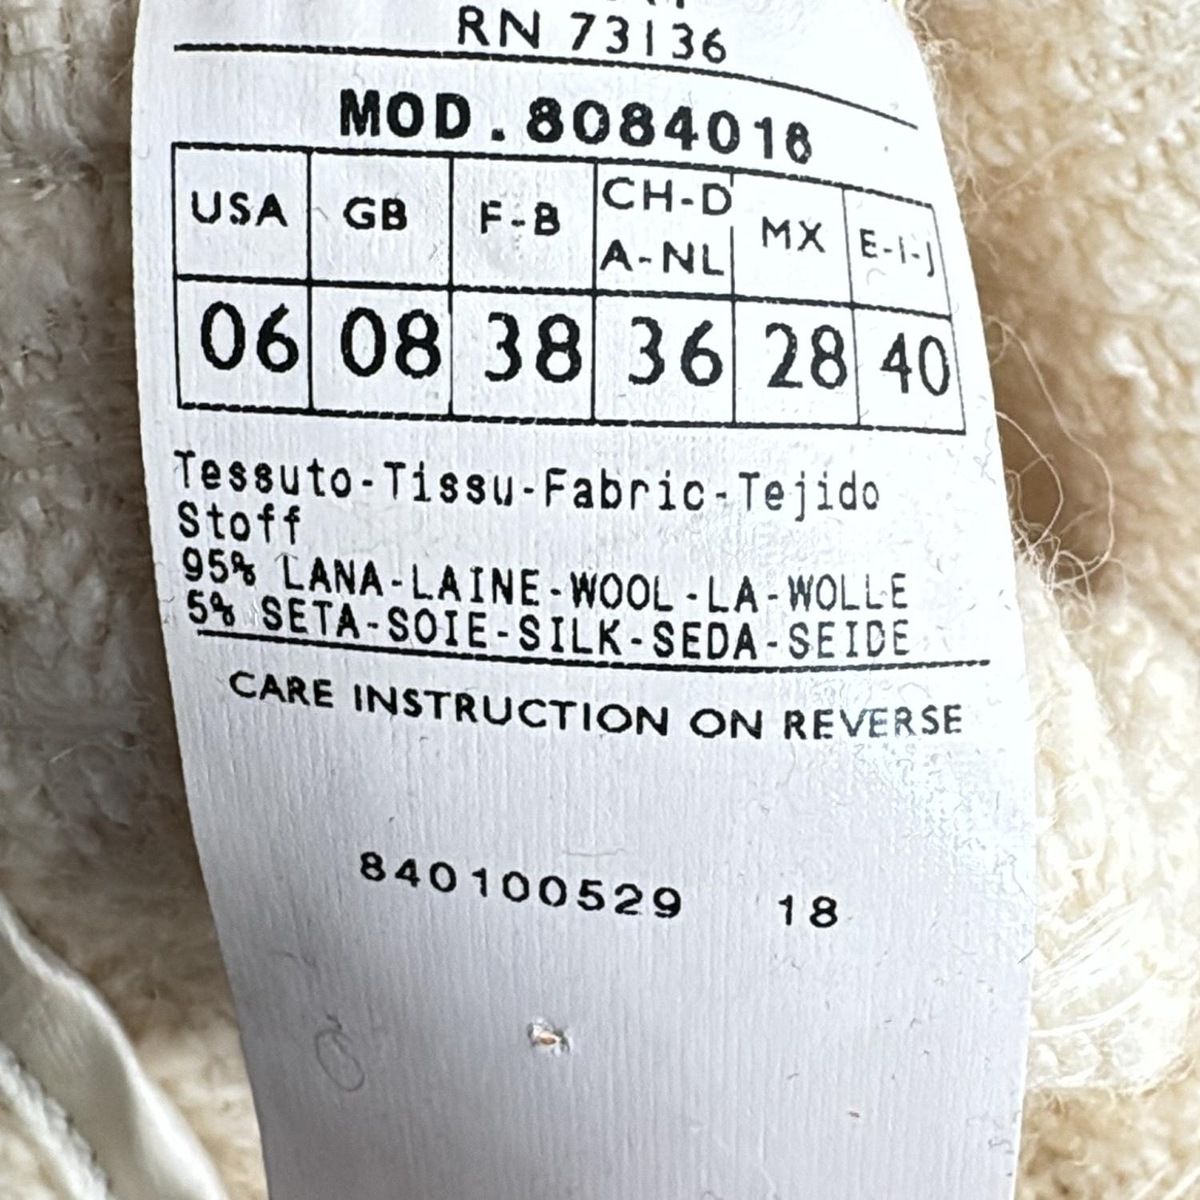 RN 73136
MOD. 8084018
USA GB F-B CH-D A-NL MX E-I-J
06 08 38 36 28 40
Tessuto-Tissu-Fabric-Tejido
Stoff
95% LANA-LAINE-WOOL-LA-WOLLE
5% SETA-SOIE-SILK-SEDA-SEIDE
CARE INSTRUCTION ON REVERSE
840100529 18